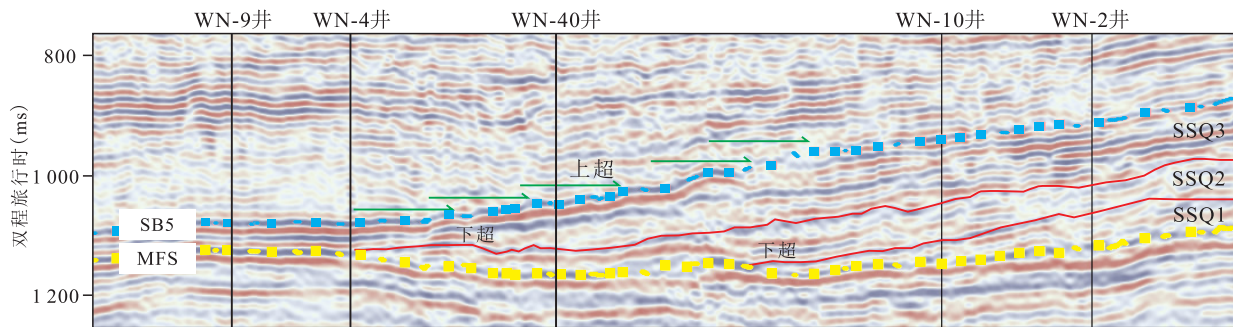 WN-9井 WN-4井 WN-40井 WN-10井 WN-2井
800
双程旅行时(ms)
SSQ3
上超
1 000
SSQ2
SSQ1
SB5
下超
下超
MFS
1 200